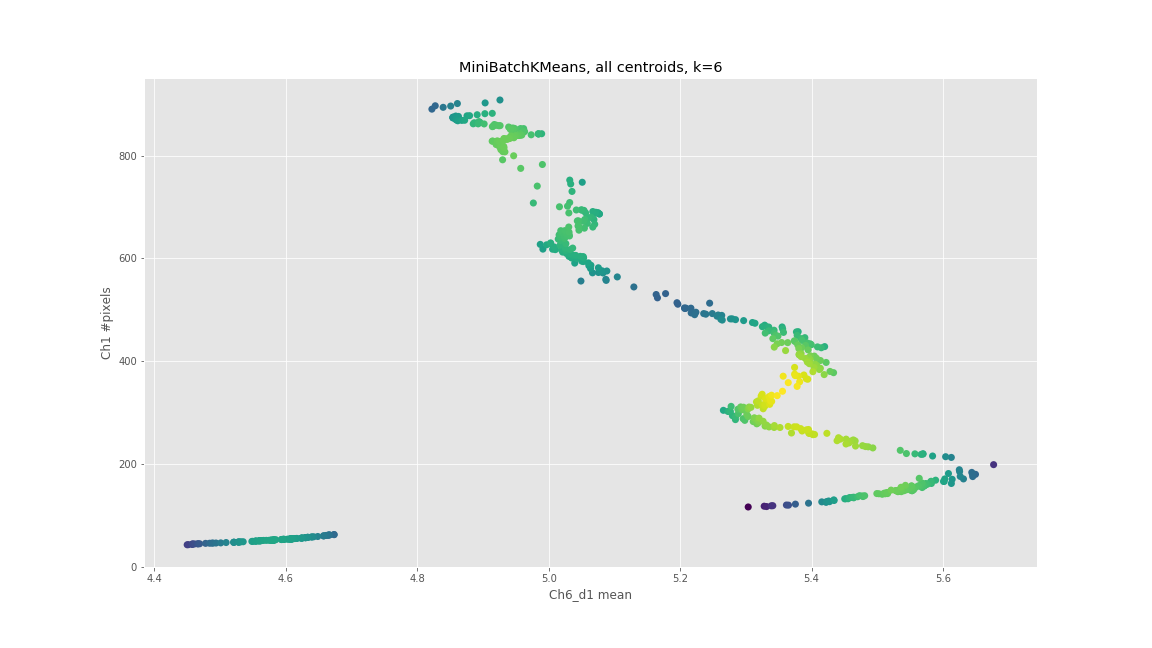 MiniBatchKMeans, all centroids, k=6
Ch1 #pixels
800
600
400
200
0
4.4 4.6 4.8 5.0 5.2 5.4 5.6
Ch6_d1 mean